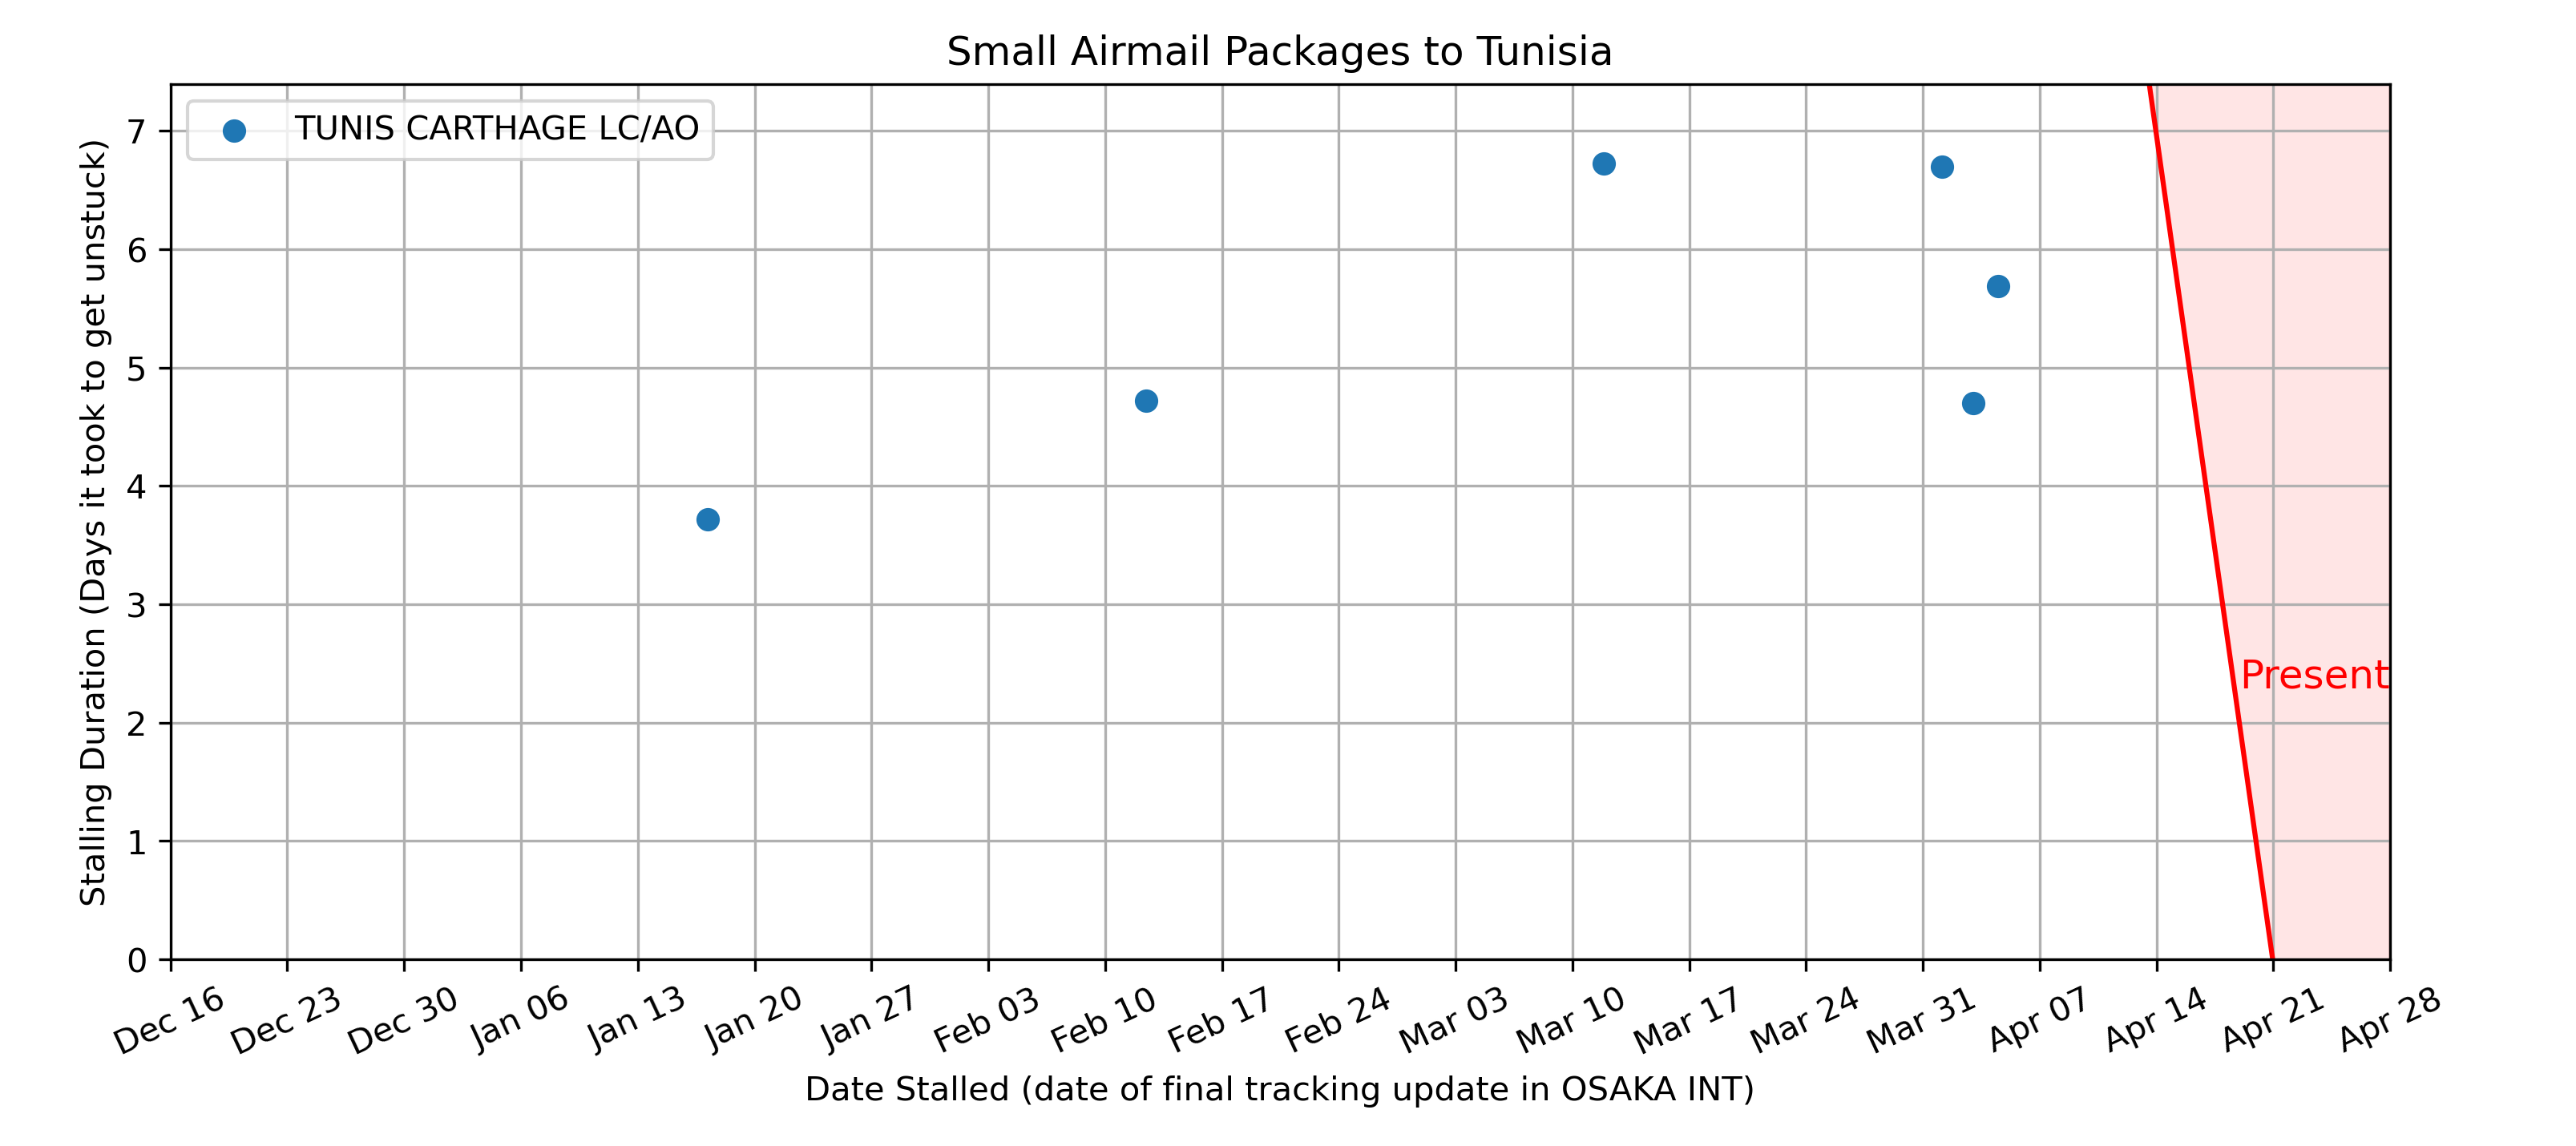 Small Airmail Packages to Tunisia
TUNIS CARTHAGE LC/AO
Stalling Duration (Days it took to get unstuck)
7
6
5
4
3
2
1
0
Present
Dec 16
Dec 23
Dec 30
Jan 06
Jan 13
Jan 20
Jan 27
Feb 03
Feb 10
Feb 17
Feb 24
Mar 03
Mar 10
Mar 17
Mar 24
Mar 31
Apr 07
Apr 14
Apr 21
Apr 28
Date Stalled (date of final tracking update in OSAKA INT)